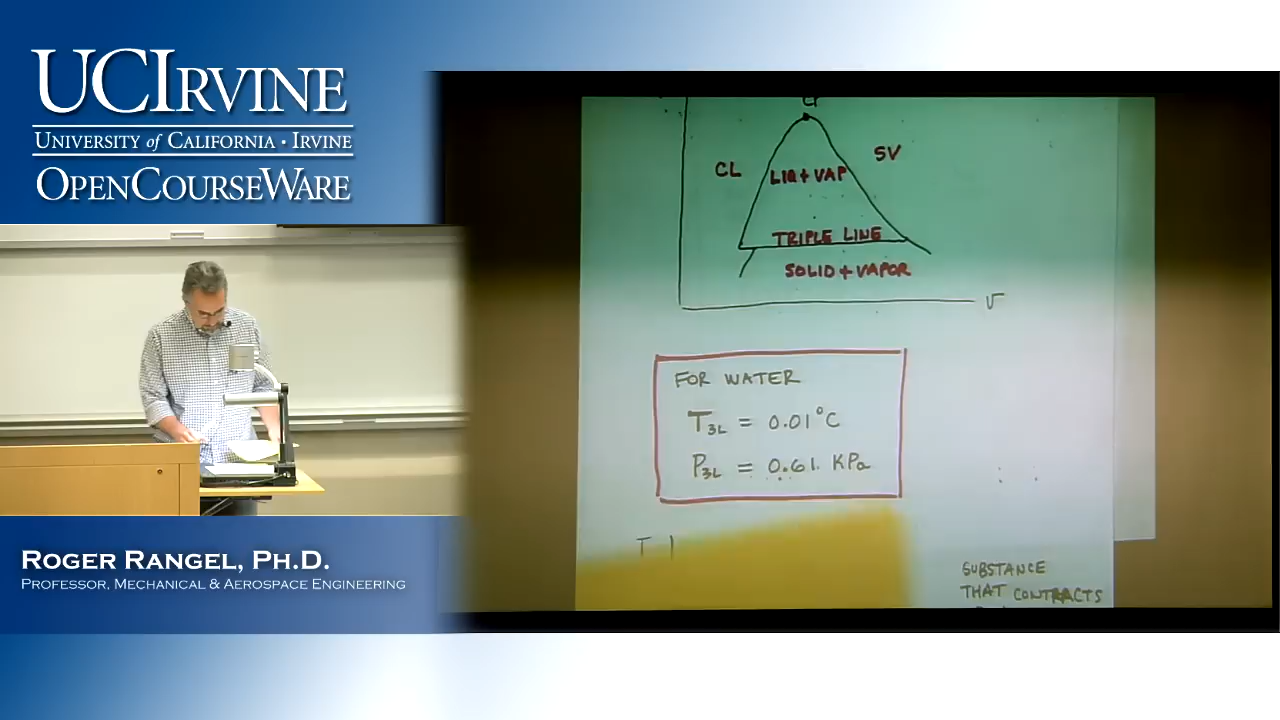 UCIRVINE
UNIVERSITY of CALIFORNIA · IRVINE
OPENCOURSEWARE
ROGER RANGEL, PH.D.
PROFESSOR, MECHANICAL & AEROSPACE ENGINEERING
CL
LIQ + VAP
SV
TRIPLE LINE
SOLID + VAPOR
v
FOR WATER
T3L = 0.01°C
P3L = 0.61 KPa
T
SUBSTANCE
THAT CONTRACTS